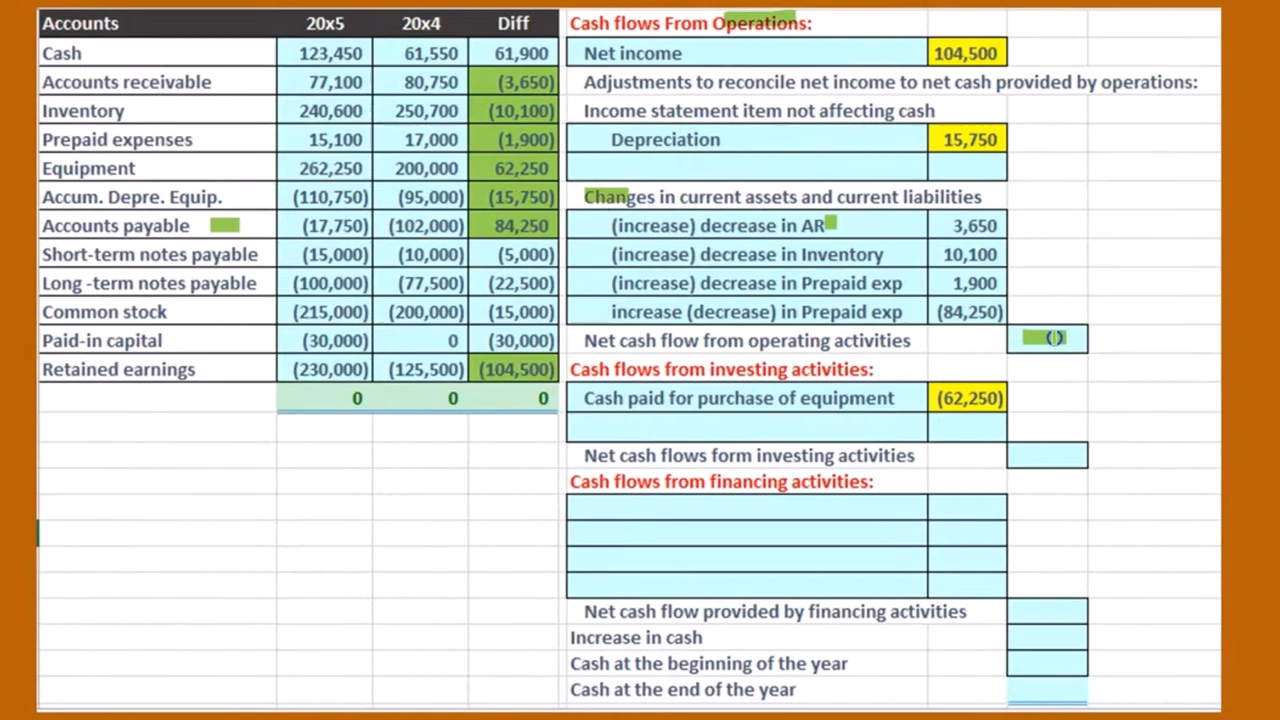 Accounts 20x5 20x4 Diff
Cash 123,450 61,550 61,900
Accounts receivable 77,100 80,750 (3,650)
Inventory 240,600 250,700 (10,100)
Prepaid expenses 15,100 17,000 (1,900)
Equipment 262,250 200,000 62,250
Accum. Depre. Equip. (110,750) (95,000) (15,750)
Accounts payable (17,750) (102,000) 84,250
Short-term notes payable (15,000) (10,000) (5,000)
Long -term notes payable (100,000) (77,500) (22,500)
Common stock (215,000) (200,000) (15,000)
Paid-in capital (30,000) 0 (30,000)
Retained earnings (230,000) (125,500) (104,500)
0 0 0
Cash flows From Operations:
Net income 104,500
Adjustments to reconcile net income to net cash provided by operations:
Income statement item not affecting cash
Depreciation 15,750
Changes in current assets and current liabilities
(increase) decrease in AR 3,650
(increase) decrease in Inventory 10,100
(increase) decrease in Prepaid exp 1,900
increase (decrease) in Prepaid exp (84,250)
Net cash flow from operating activities
Cash flows from investing activities:
Cash paid for purchase of equipment (62,250)
Net cash flows form investing activities
Cash flows from financing activities:
Net cash flow provided by financing activities
Increase in cash
Cash at the beginning of the year
Cash at the end of the year